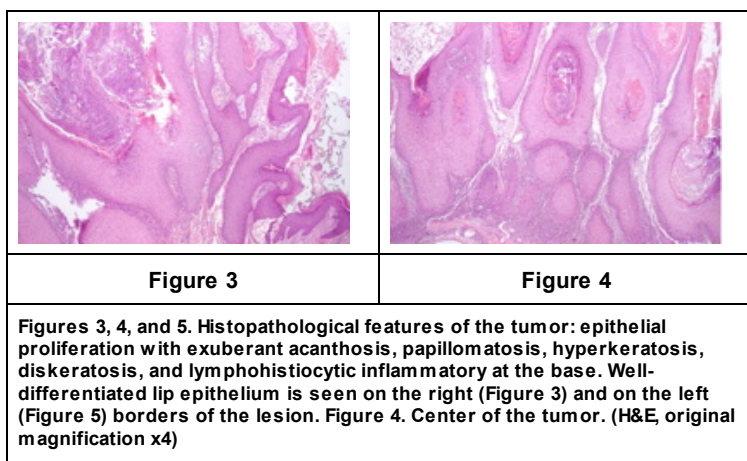 Figure 3
Figure 4
Figures 3, 4, and 5. Histopathological features of the tumor: epithelial
proliferation with exuberant acanthosis, papillomatosis, hyperkeratosis,
diskeratosis, and lymphohistiocytic inflammatory at the base. Well-
differentiated lip epithelium is seen on the right (Figure 3) and on the left
(Figure 5) borders of the lesion. Figure 4. Center of the tumor. (H&E, original
magnification x4)